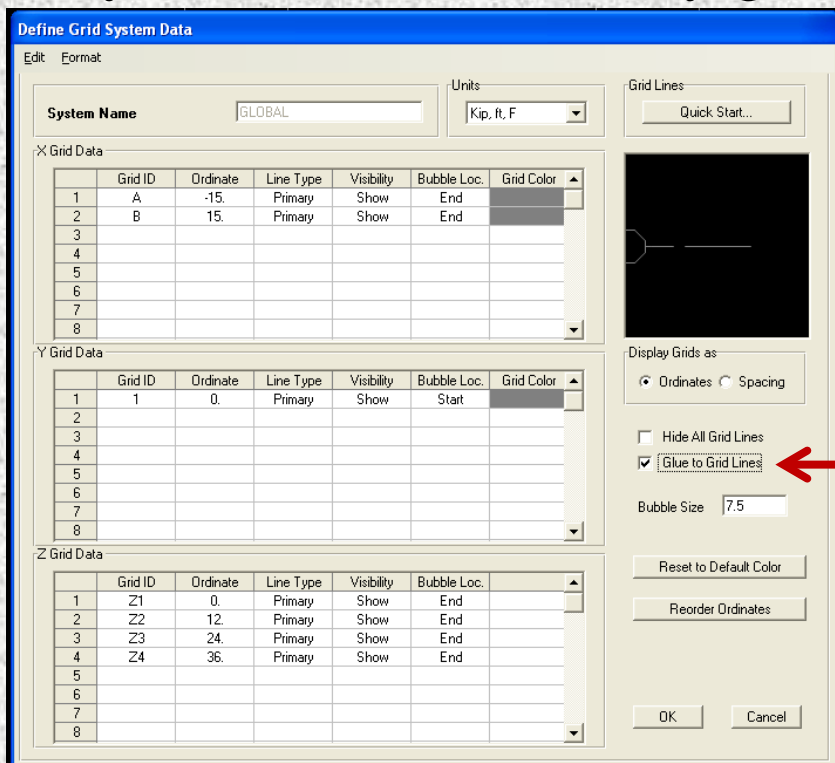 Define Grid System Data
Edit Format
System Name GLOBAL
Units
Kip, ft, F
Grid Lines
Quick Start...
X Grid Data
Grid ID Ordinate Line Type Visibility Bubble Loc. Grid Color
1 A -15. Primary Show End
2 B 15. Primary Show End
3
4
5
6
7
8
Y Grid Data
Grid ID Ordinate Line Type Visibility Bubble Loc. Grid Color
1 1 0. Primary Show Start
2
3
4
5
6
7
8
Z Grid Data
Grid ID Ordinate Line Type Visibility Bubble Loc.
1 Z1 0. Primary Show End
2 Z2 12. Primary Show End
3 Z3 24. Primary Show End
4 Z4 36. Primary Show End
5
6
7
8
Display Grids as
Ordinates Spacing
Hide All Grid Lines
Glue to Grid Lines
Bubble Size 7.5
Reset to Default Color
Reorder Ordinates
OK Cancel